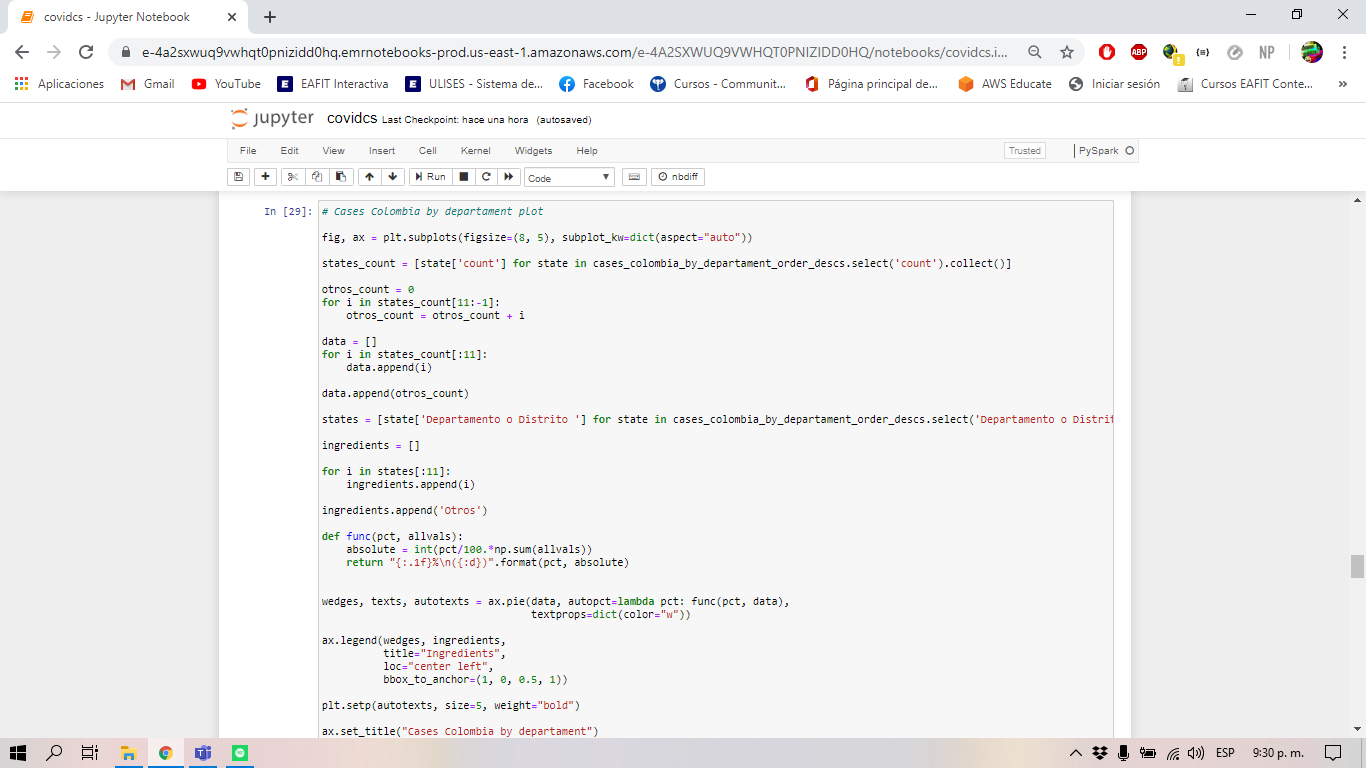 covidcs - Jupyter Notebook
e-4a2sxwuq9vwhqt0pnizidd0hq.emrnotebooks-prod.us-east-1.amazonaws.com/e-4A2SXWUQ9VWHQT0PNIZIDD0HQ/notebooks/covidcs.i...
ABP
NP
Aplicaciones
Gmail
YouTube
EAFIT Interactiva
ULISES - Sistema de...
Facebook
Cursos - Communit...
Página principal de...
AWS Educate
Iniciar sesión
Cursos EAFIT Conte...
jupyter covidcs Last Checkpoint: hace una hora (autosaved)
File Edit View Insert Cell Kernel Widgets Help Trusted PySpark
Run Code nbdiff
In [29]: # Cases Colombia by departament plot
fig, ax = plt.subplots(figsize=(8, 5), subplot_kw=dict(aspect="auto"))
states_count = [state['count'] for state in cases_colombia_by_departament_order_descs.select('count').collect()]
otros_count = 0
for i in states_count[11:-1]:
    otros_count = otros_count + i
data = []
for i in states_count[:11]:
    data.append(i)
data.append(otros_count)
states = [state['Departamento o Distrito '] for state in cases_colombia_by_departament_order_descs.select('Departamento o Distrit
ingredients = []
for i in states[:11]:
    ingredients.append(i)
ingredients.append('Otros')
def func(pct, allvals):
    absolute = int(pct/100.*np.sum(allvals))
    return "{:.1f}%\n({:d})".format(pct, absolute)
wedges, texts, autotexts = ax.pie(data, autopct=lambda pct: func(pct, data),
                                  textprops=dict(color="w"))
ax.legend(wedges, ingredients,
          title="Ingredients",
          loc="center left",
          bbox_to_anchor=(1, 0, 0.5, 1))
plt.setp(autotexts, size=5, weight="bold")
ax.set_title("Cases Colombia by departament")
ESP
9:30 p. m.